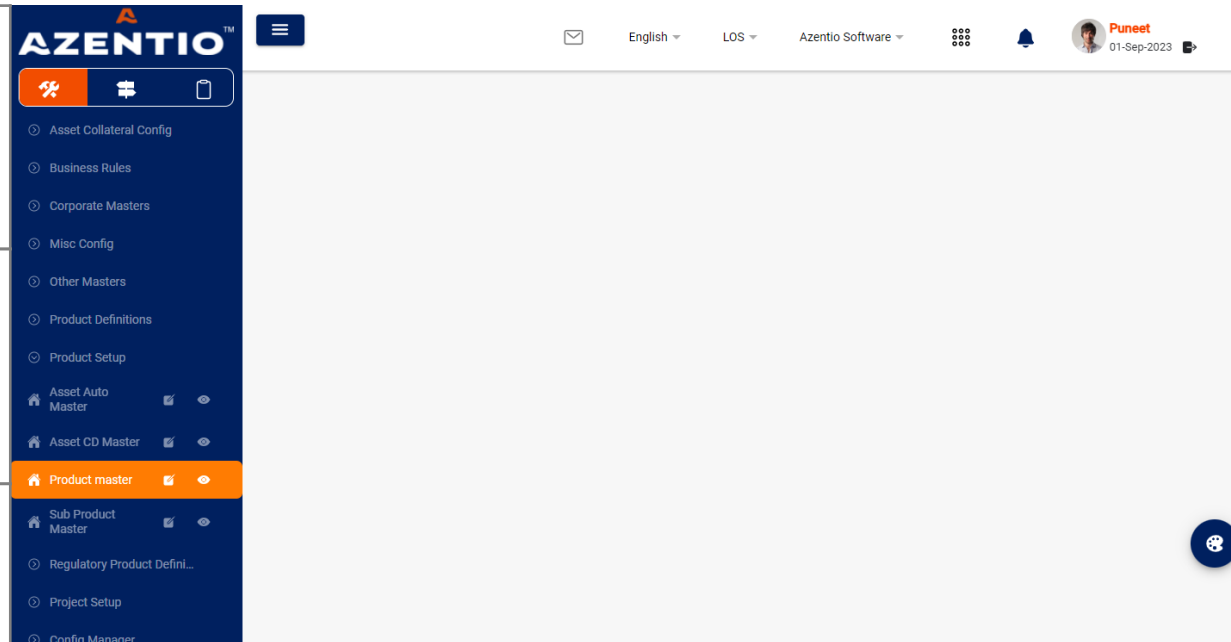 AZENTIO™
English
LOS
Azentio Software
Puneet
01-Sep-2023
Asset Collateral Config
Business Rules
Corporate Masters
Misc Config
Other Masters
Product Definitions
Product Setup
Asset Auto
Master
Asset CD Master
Product master
Sub Product
Master
Regulatory Product Defini...
Project Setup
Config Manager